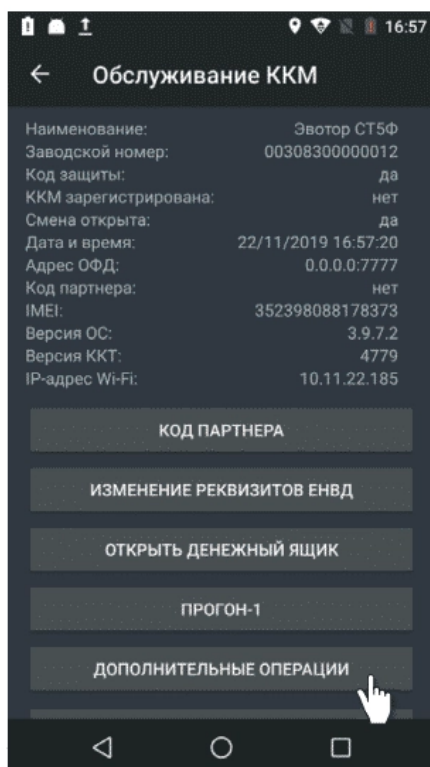 16:57
Обслуживание ККМ
Наименование: Эвотор СТ5Ф
Заводской номер: 00308300000012
Код защиты: да
ККМ зарегистрирована: нет
Смена открыта: да
Дата и время: 22/11/2019 16:57:20
Адрес ОФД: 0.0.0.0:7777
Код партнера: нет
IMEI: 352398088178373
Версия ОС: 3.9.7.2
Версия ККТ: 4779
IP-адрес Wi-Fi: 10.11.22.185
КОД ПАРТНЕРА
ИЗМЕНЕНИЕ РЕКВИЗИТОВ ЕНВД
ОТКРЫТЬ ДЕНЕЖНЫЙ ЯЩИК
ПРОГОН-1
ДОПОЛНИТЕЛЬНЫЕ ОПЕРАЦИИ